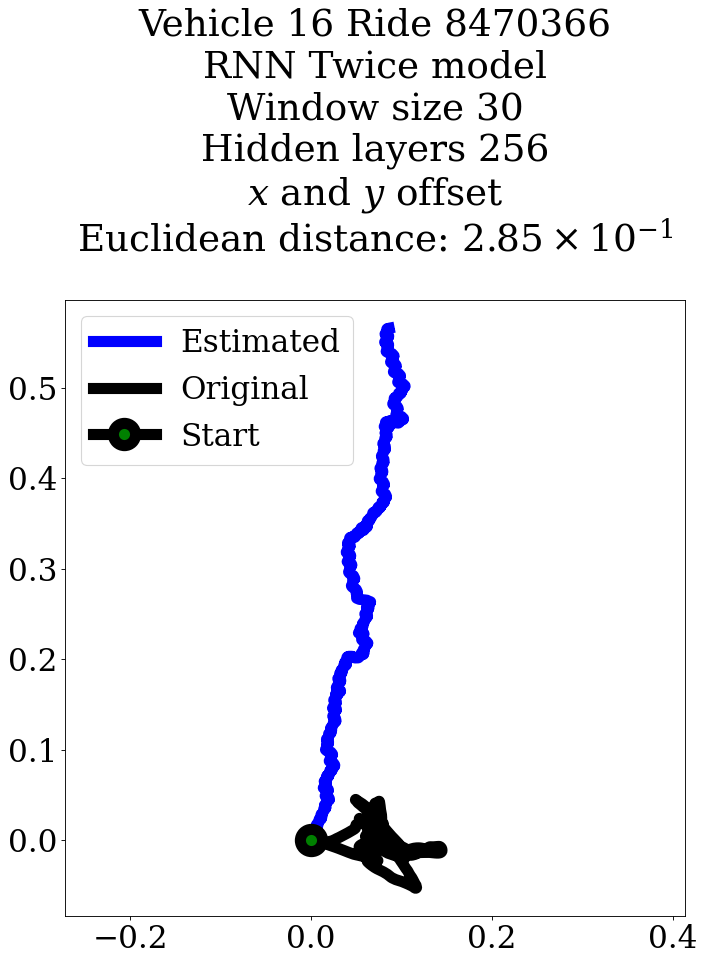 Vehicle 16 Ride 8470366
RNN Twice model
Window size 30
Hidden layers 256
x and y offset
Euclidean distance: 2.85 × 10⁻¹
Estimated
Original
Start
0.5
0.4
0.3
0.2
0.1
0.0
−0.2 0.0 0.2 0.4